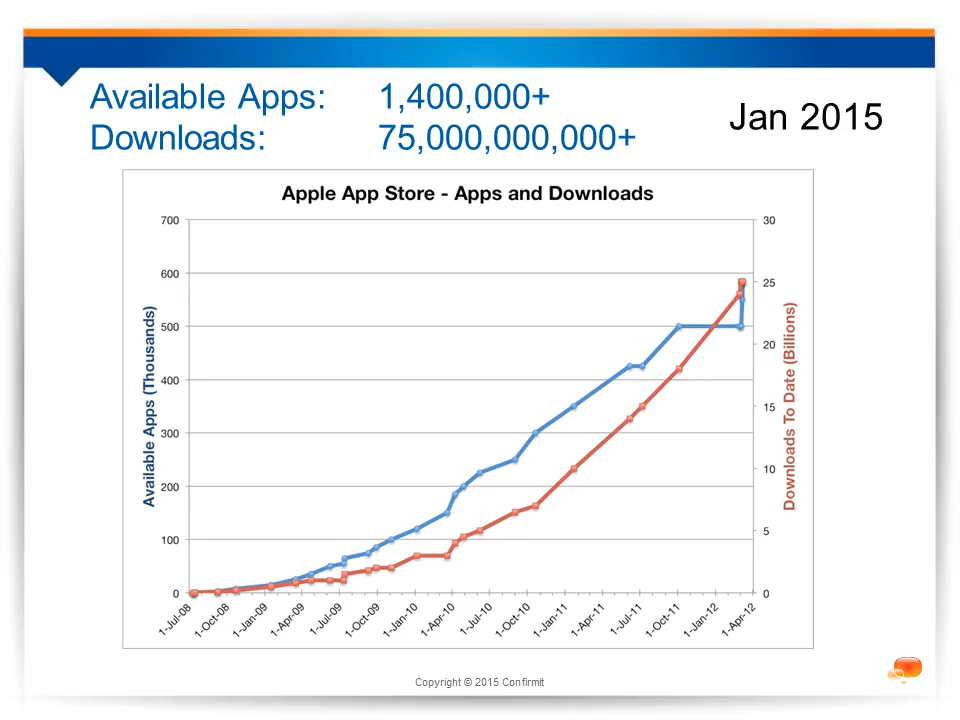 Available Apps: 1,400,000+
Downloads: 75,000,000,000+
Jan 2015
Apple App Store - Apps and Downloads
Available Apps (Thousands)
700
600
500
400
300
200
100
0
30
25
20
15
10
5
0
Downloads To Date (Billions)
1-Jul-08
1-Oct-08
1-Jan-09
1-Apr-09
1-Jul-09
1-Oct-09
1-Jan-10
1-Apr-10
1-Jul-10
1-Oct-10
1-Jan-11
1-Apr-11
1-Jul-11
1-Oct-11
1-Jan-12
1-Apr-12
Copyright © 2015 Confirmit